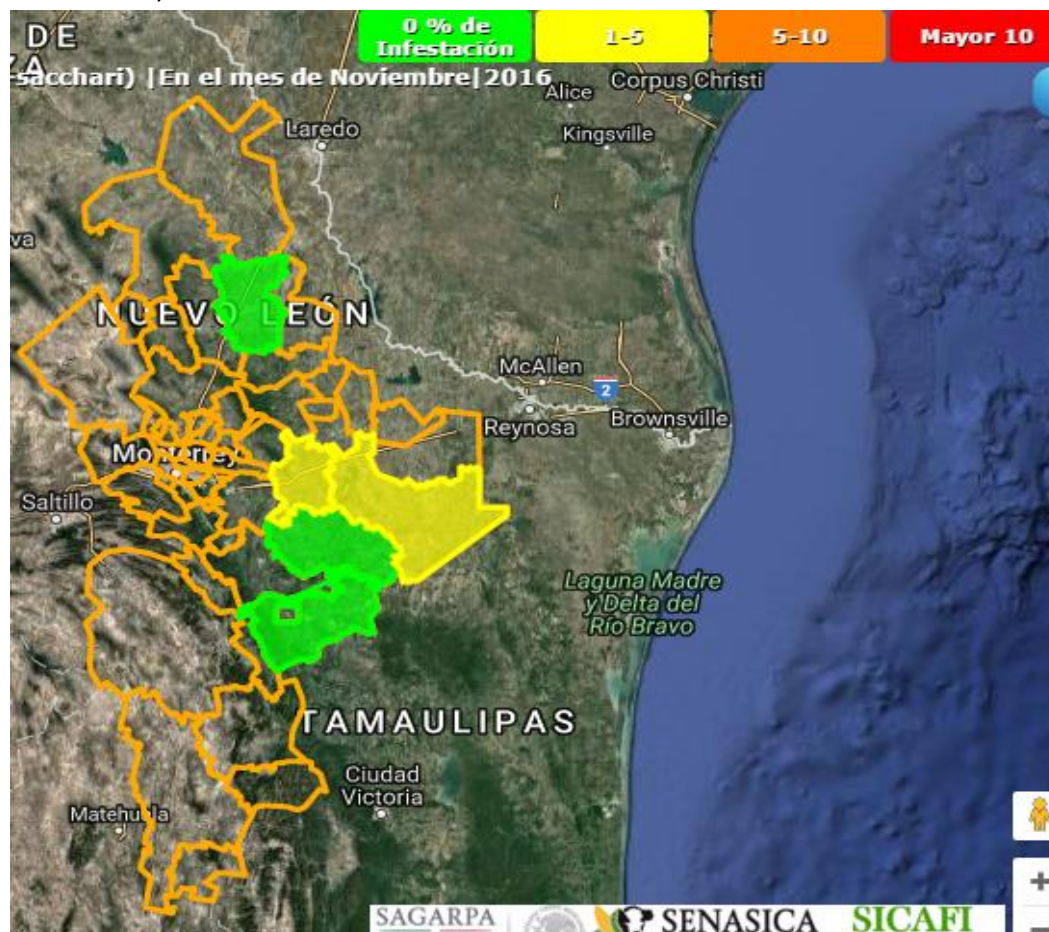 DE
ZA
0 % de
Infestación
1-5
5-10
Mayor 10
sacchari) |En el mes de Noviembre|2016
Corpus Christi
Alice
Laredo
Kingsville
va
NUEVO LEÓN
McAllen
2
Reynosa
Brownsville
Monterrey
Saltillo
Laguna Madre
y Delta del
Río Bravo
TAMAULIPAS
Ciudad
Victoria
Matehuala
SAGARPA
SENASICA
SICAFI